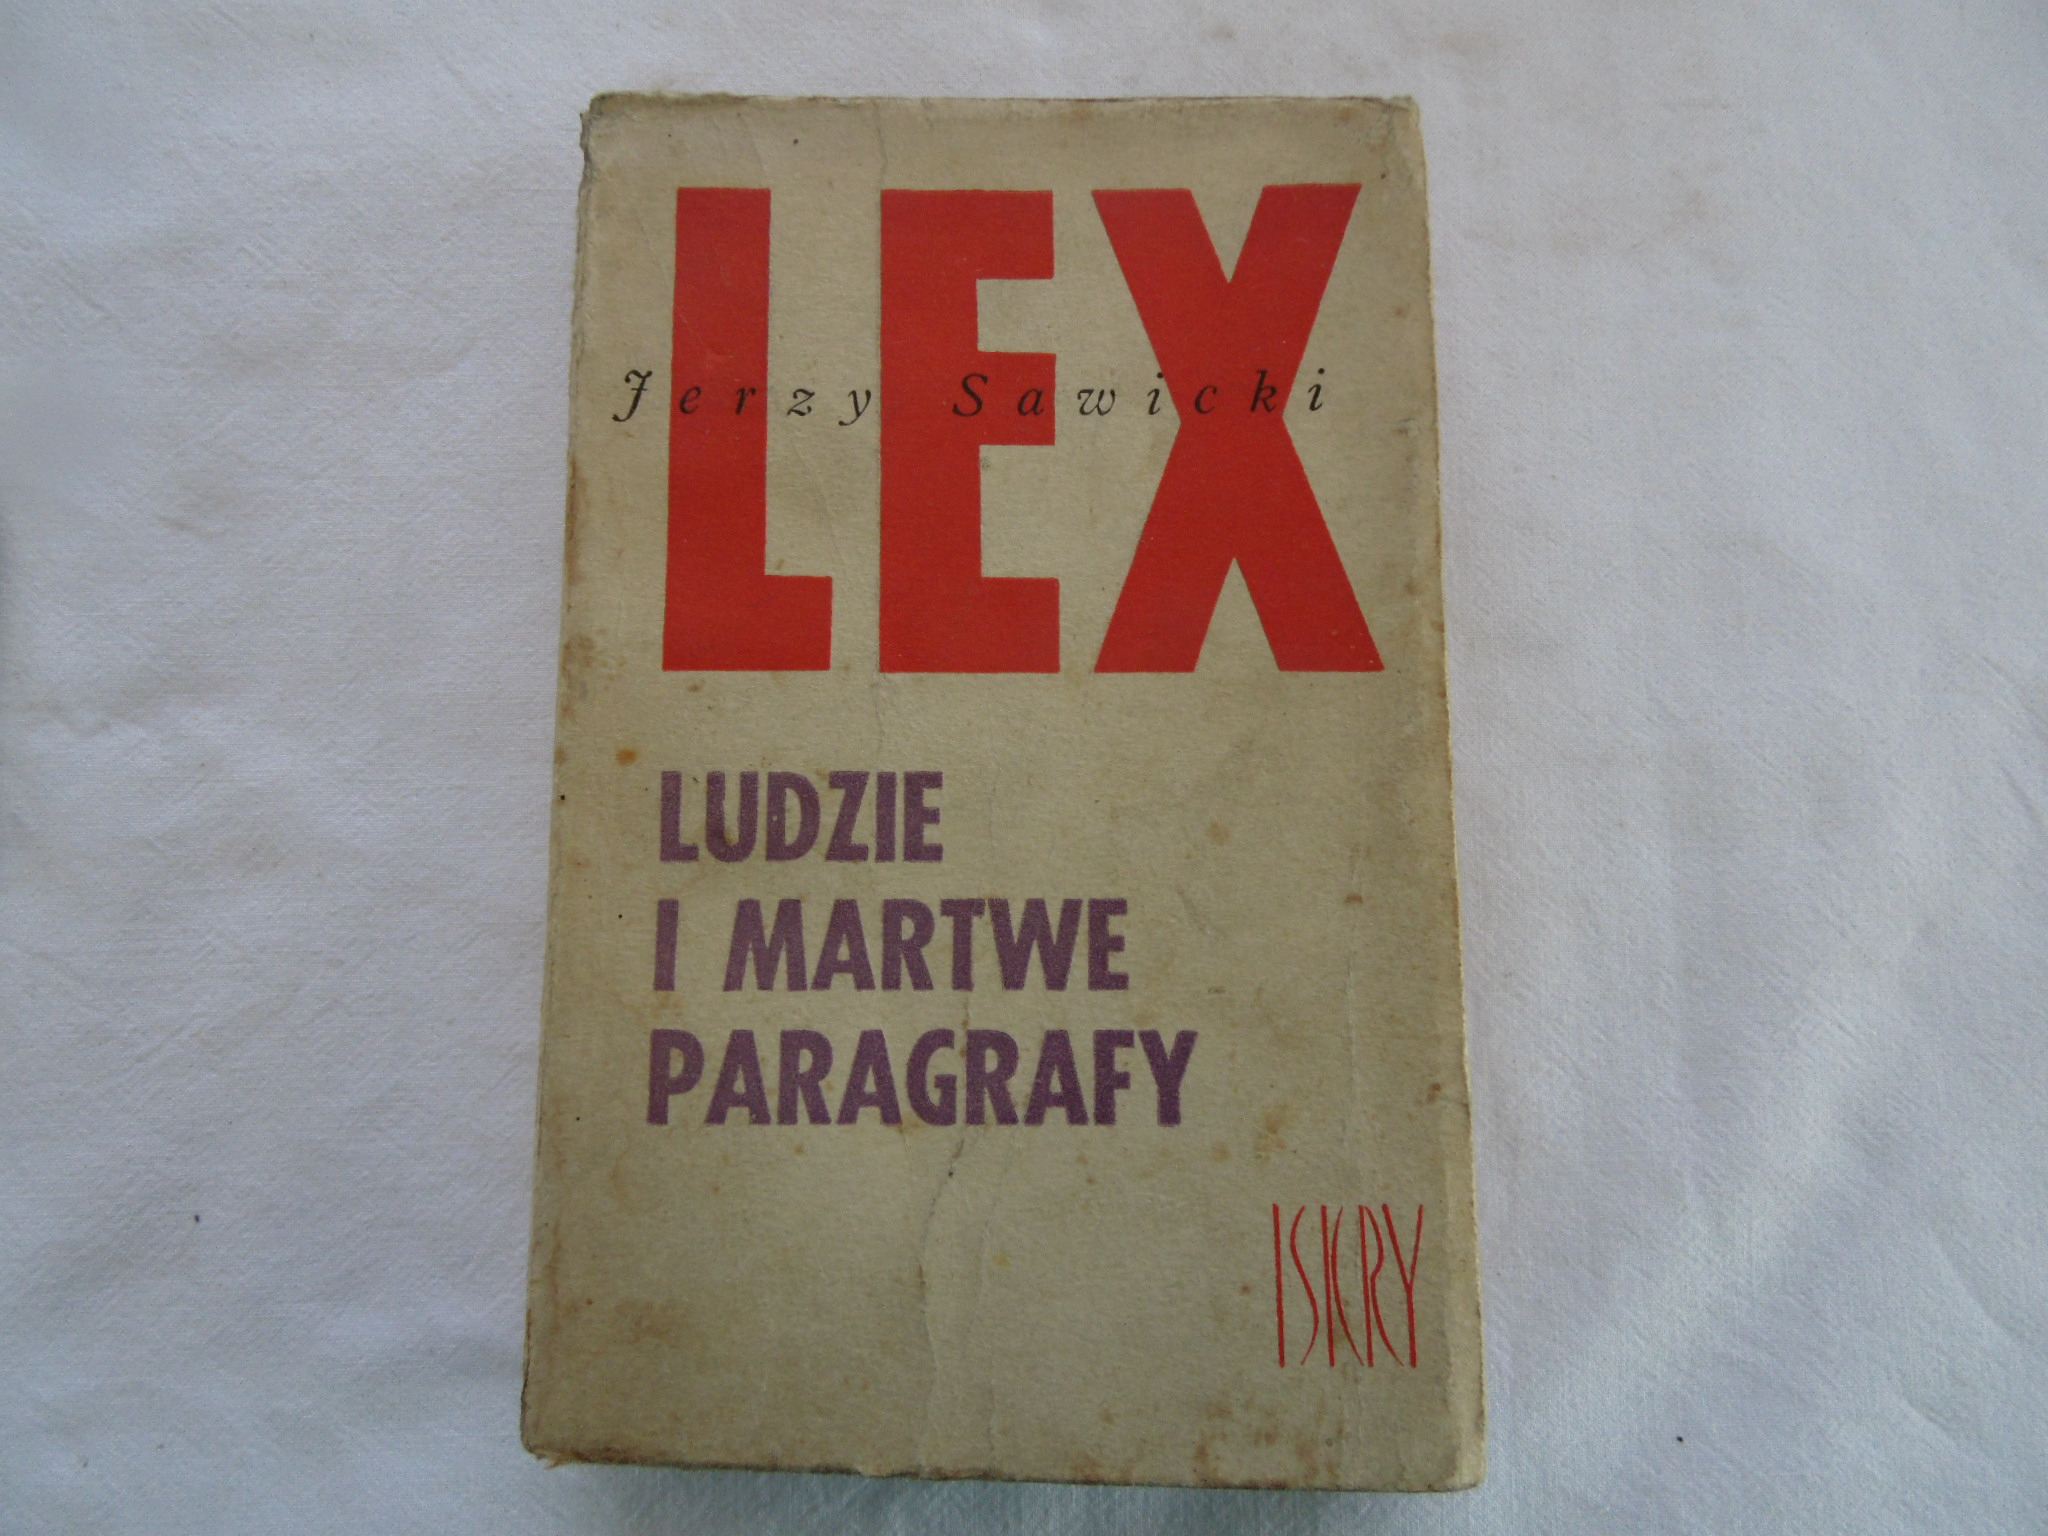 LEX
Jerzy Sawicki
LUDZIE
I MARTWE
PARAGRAFY
ISKRY